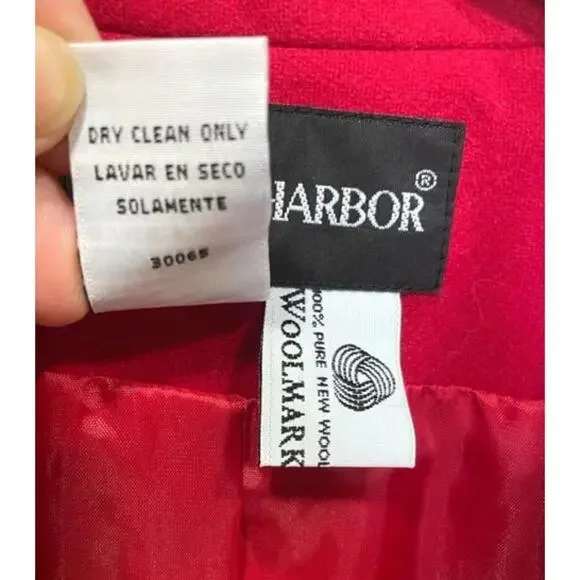 DRY CLEAN ONLY
LAVAR EN SECO
SOLAMENTE
30065
HARBOR®
100% PURE NEW WOOL
WOOLMARK